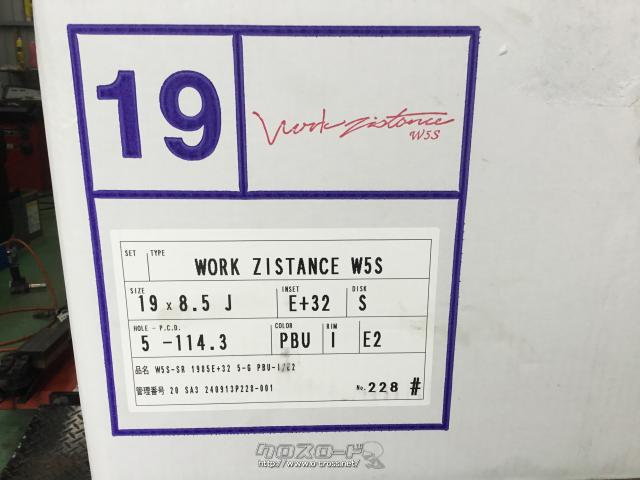 19
Work Zistance
W5S
SET TYPE
WORK ZISTANCE W5S
SIZE INSET DISK
19 x 8.5 J E+32 S
HOLE - P.C.D. COLOR RIM
5 -114.3 PBU I E2
品名 W5S-SR 1985E+32 5-G PBU-I/E2
管理番号 20 SA3 240913P228-001 No. 228 #
クロスロード
http://www.o-cross.net/